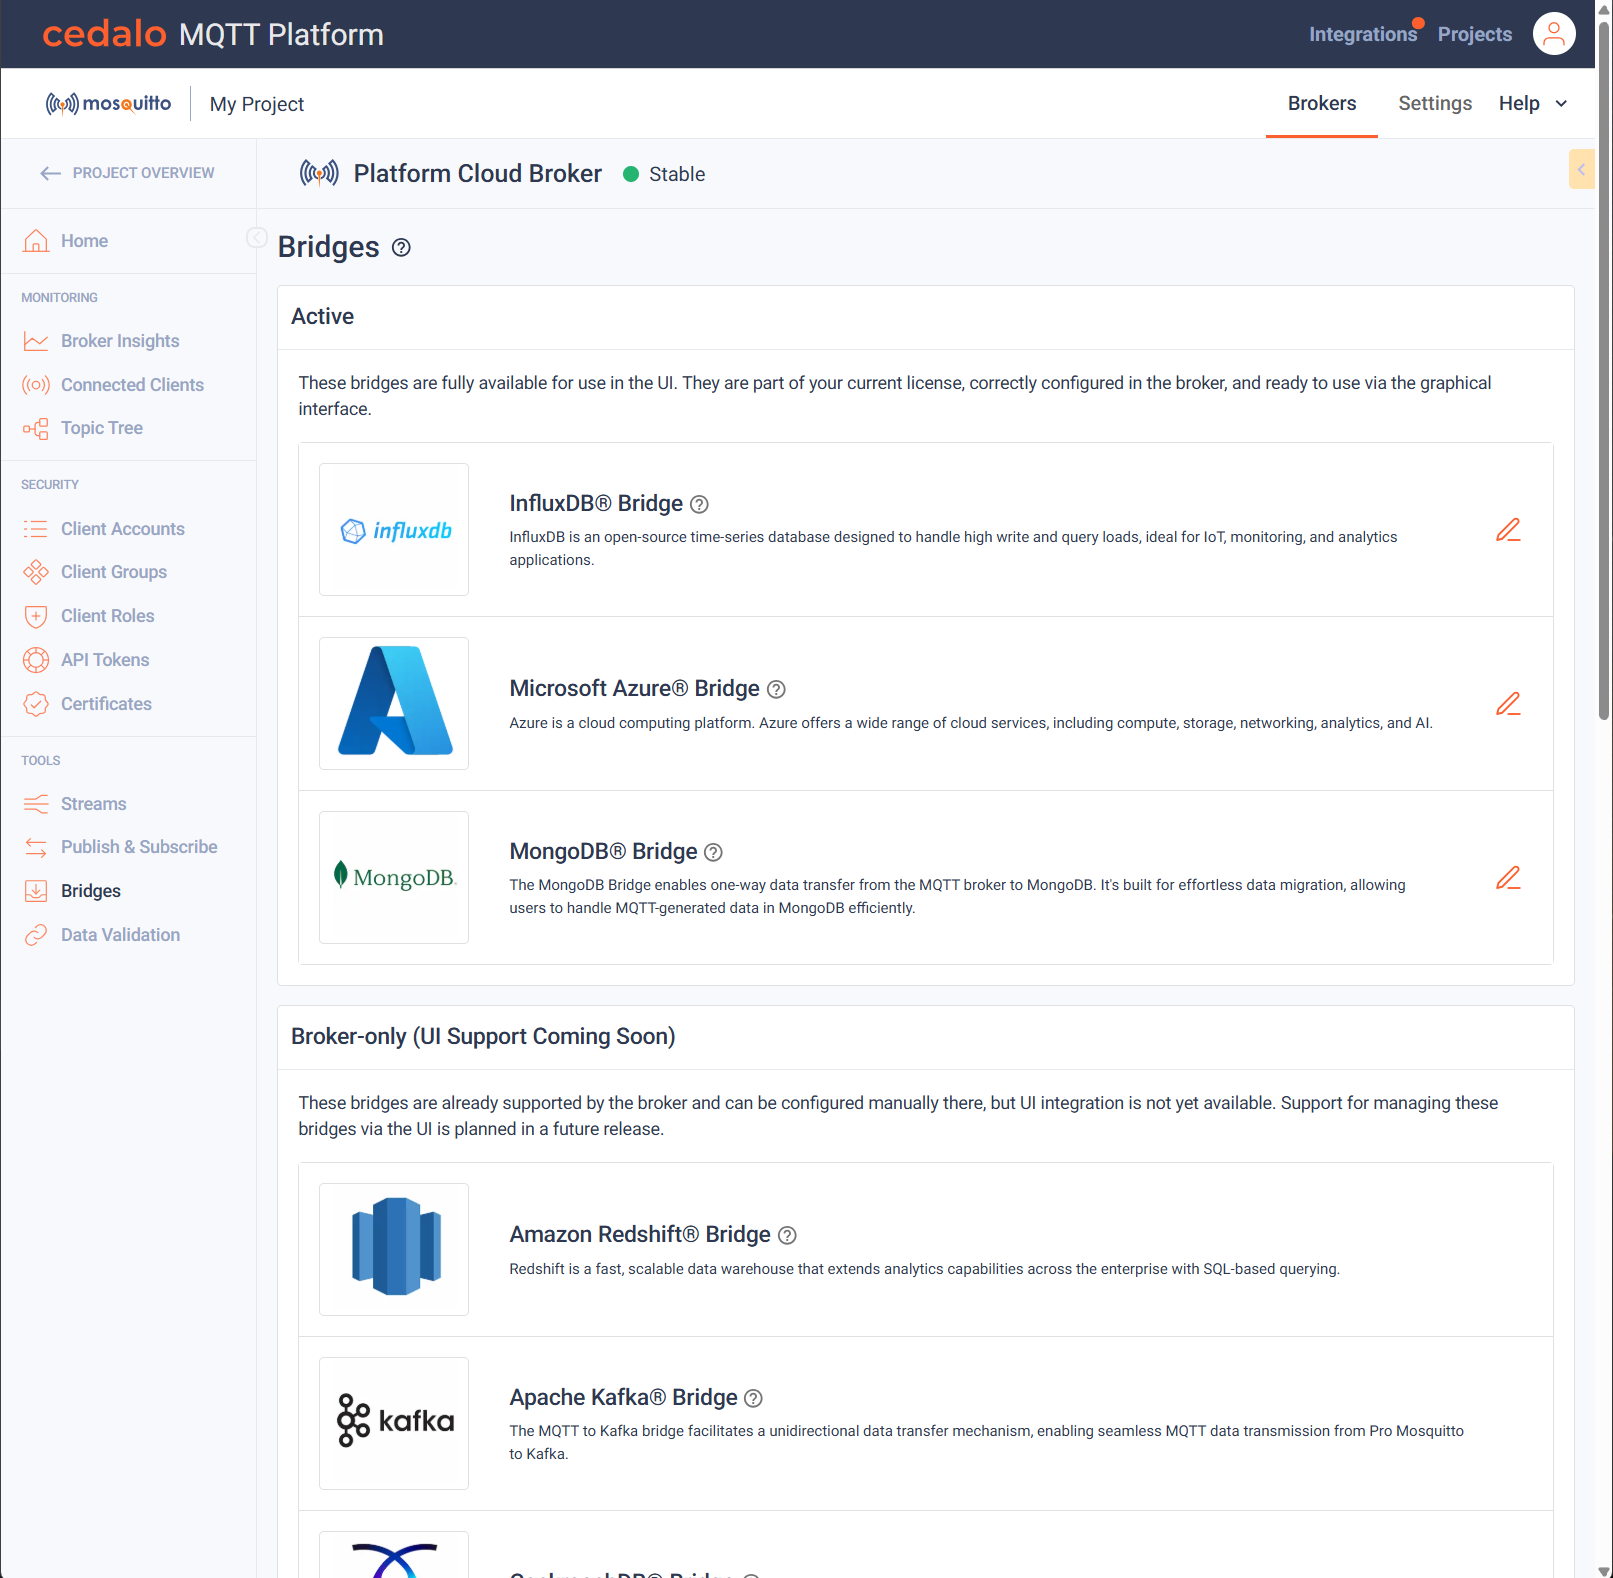 cedalo MQTT Platform
Integrations Projects
mosquitto My Project
Brokers Settings Help
PROJECT OVERVIEW
Platform Cloud Broker Stable
Home
MONITORING
Broker Insights
Connected Clients
Topic Tree
SECURITY
Client Accounts
Client Groups
Client Roles
API Tokens
Certificates
TOOLS
Streams
Publish & Subscribe
Bridges
Data Validation
Bridges
Active
These bridges are fully available for use in the UI. They are part of your current license, correctly configured in the broker, and ready to use via the graphical
interface.
influxdb
InfluxDB® Bridge
InfluxDB is an open-source time-series database designed to handle high write and query loads, ideal for IoT, monitoring, and analytics
applications.
Microsoft Azure® Bridge
Azure is a cloud computing platform. Azure offers a wide range of cloud services, including compute, storage, networking, analytics, and AI.
MongoDB.
MongoDB® Bridge
The MongoDB Bridge enables one-way data transfer from the MQTT broker to MongoDB. It's built for effortless data migration, allowing
users to handle MQTT-generated data in MongoDB efficiently.
Broker-only (UI Support Coming Soon)
These bridges are already supported by the broker and can be configured manually there, but UI integration is not yet available. Support for managing these
bridges via the UI is planned in a future release.
Amazon Redshift® Bridge
Redshift is a fast, scalable data warehouse that extends analytics capabilities across the enterprise with SQL-based querying.
kafka
Apache Kafka® Bridge
The MQTT to Kafka bridge facilitates a unidirectional data transfer mechanism, enabling seamless MQTT data transmission from Pro Mosquitto
to Kafka.
CockroachDB® Bridge